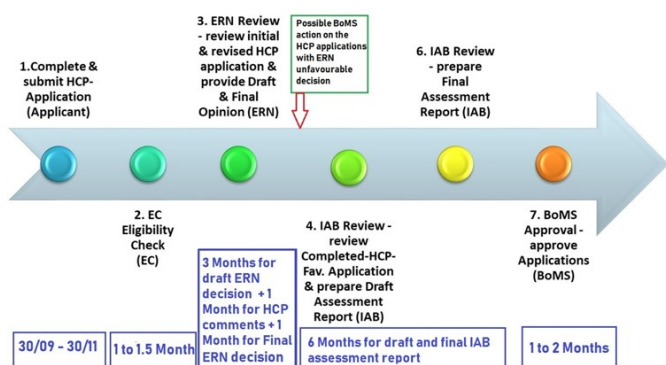 1.Complete &
submit HCP-
Application
(Applicant)
3. ERN Review
- review initial
& revised HCP
application &
provide Draft
& Final
Opinion (ERN)
Possible BoMS
action on the
HCP applications
with ERN
unfavourable
decision
6. IAB Review
- prepare
Final
Assessment
Report (IAB)
2. EC
Eligibility
Check
(EC)
4. IAB Review -
review
Completed-HCP-
Fav. Application
& prepare Draft
Assessment
Report (IAB)
7. BoMS
Approval -
approve
Applications
(BoMS)
30/09 – 30/11
1 to 1.5 Month
3 Months for
draft ERN
decision + 1
Month for HCP
comments + 1
Month for Final
ERN decision
6 Months for draft and final IAB
assessment report
1 to 2 Months